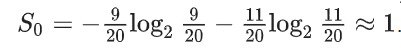 S₀ = −9/20 log₂ 9/20 − 11/20 log₂ 11/20 ≈ 1.